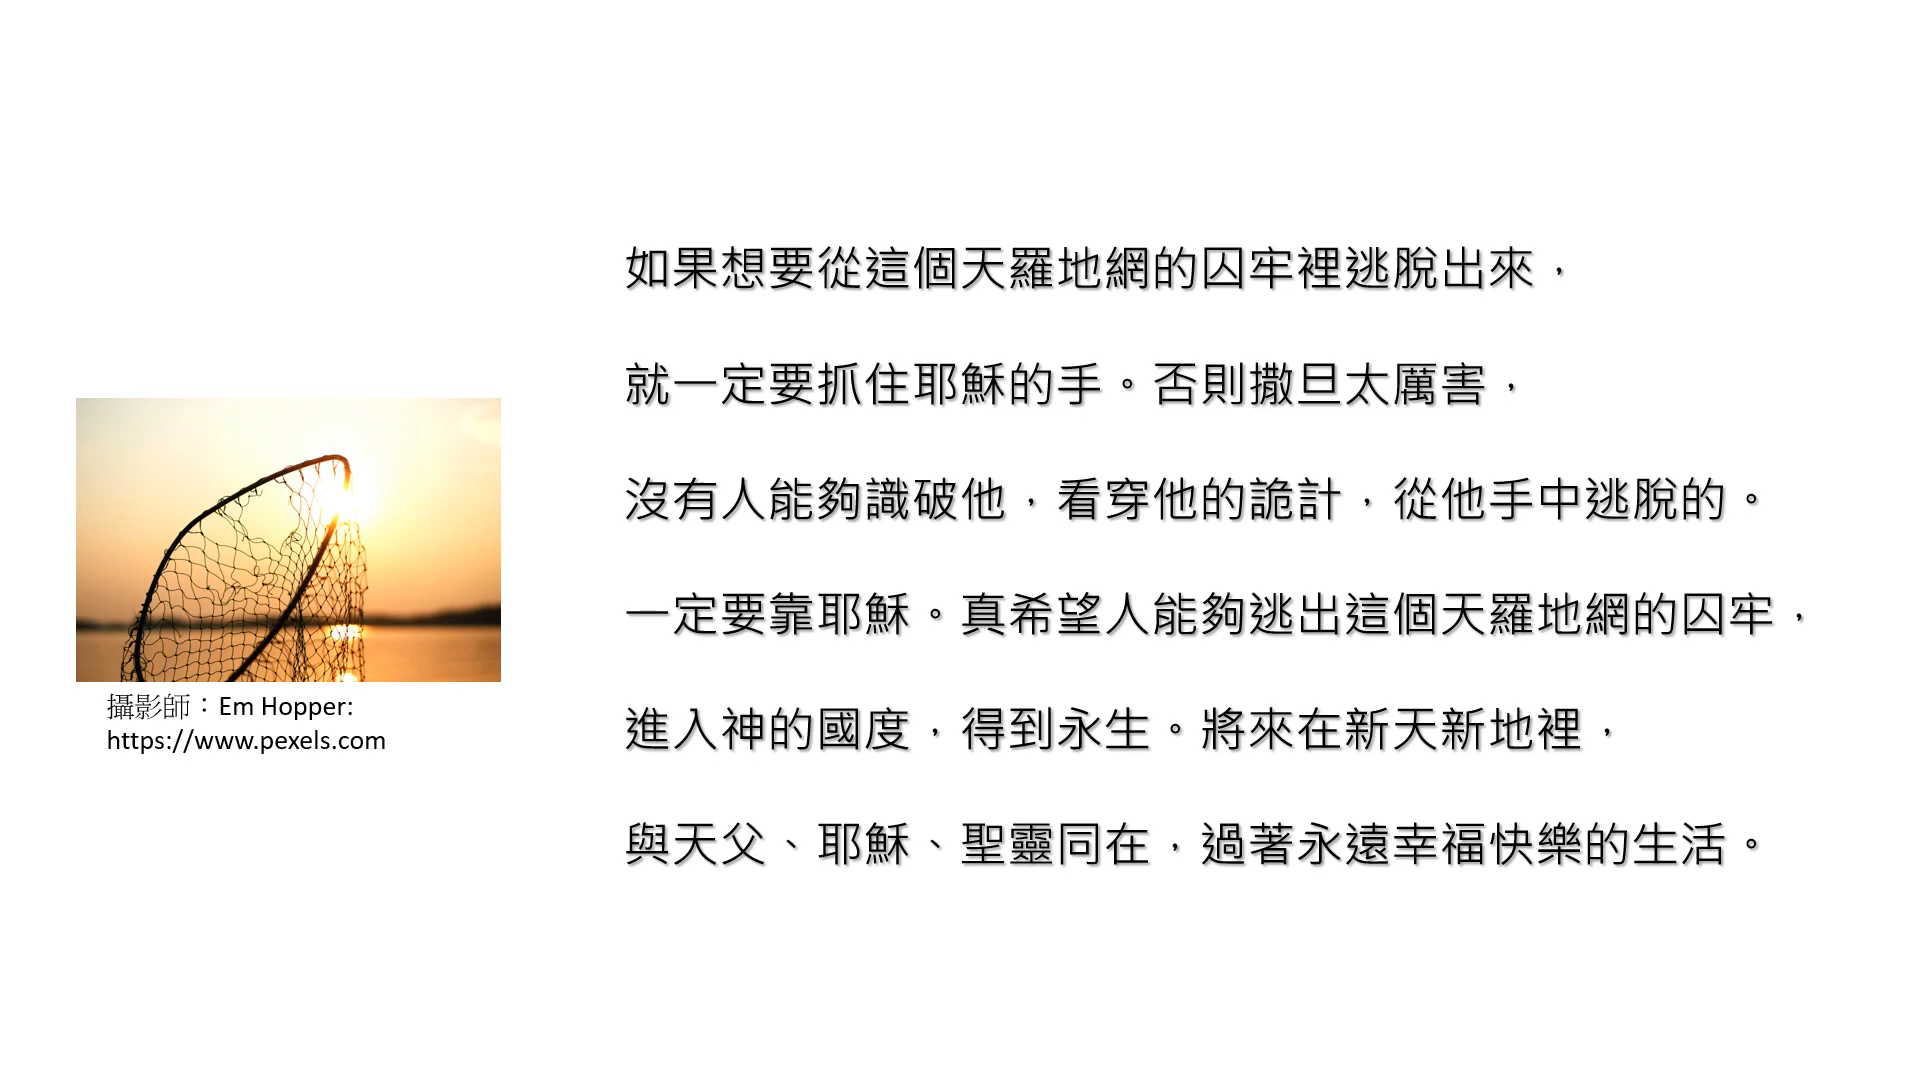 如果想要從這個天羅地網的囚牢裡逃脫出來，
就一定要抓住耶穌的手。否則撒旦太厲害，
沒有人能夠識破他，看穿他的詭計，從他手中逃脫的。
一定要靠耶穌。真希望人能夠逃出這個天羅地網的囚牢，
進入神的國度，得到永生。將來在新天新地裡，
與天父、耶穌、聖靈同在，過著永遠幸福快樂的生活。
攝影師：Em Hopper:
https://www.pexels.com